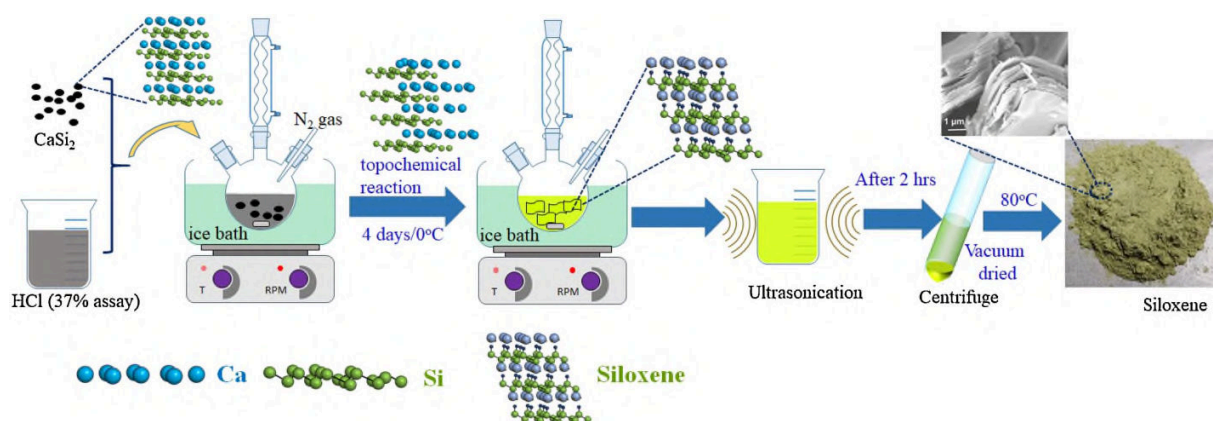 CaSi₂
HCl (37% assay)
N₂ gas
ice bath
T
RPM
topochemical
reaction
4 days/0°C
ice bath
T
RPM
Ultrasonication
After 2 hrs
Centrifuge
80°C
Vacuum
dried
1 μm
Siloxene
Ca
Si
Siloxene